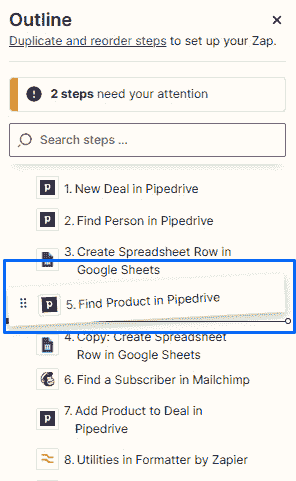 Outline
Duplicate and reorder steps to set up your Zap.
2 steps need your attention
Search steps ...
1. New Deal in Pipedrive
2. Find Person in Pipedrive
3. Create Spreadsheet Row in
Google Sheets
5. Find Product in Pipedrive
4. Copy: Create Spreadsheet
Row in Google Sheets
6. Find a Subscriber in Mailchimp
7. Add Product to Deal in
Pipedrive
8. Utilities in Formatter by Zapier